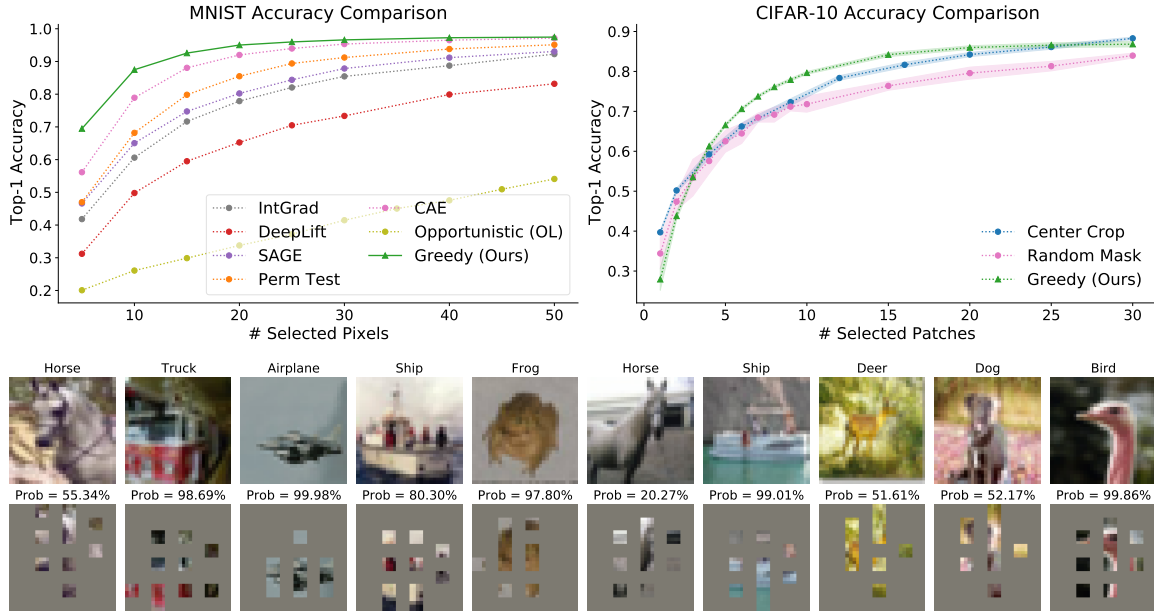 MNIST Accuracy Comparison
Top-1 Accuracy
1.0
0.9
0.8
0.7
0.6
0.5
0.4
0.3
0.2
10 20 30 40 50
# Selected Pixels
IntGrad
DeepLift
SAGE
Perm Test
CAE
Opportunistic (OL)
Greedy (Ours)
CIFAR-10 Accuracy Comparison
Top-1 Accuracy
0.9
0.8
0.7
0.6
0.5
0.4
0.3
0 5 10 15 20 25 30
# Selected Patches
Center Crop
Random Mask
Greedy (Ours)
Horse Truck Airplane Ship Frog Horse Ship Deer Dog Bird
Prob = 55.34% Prob = 98.69% Prob = 99.98% Prob = 80.30% Prob = 97.80% Prob = 20.27% Prob = 99.01% Prob = 51.61% Prob = 52.17% Prob = 99.86%